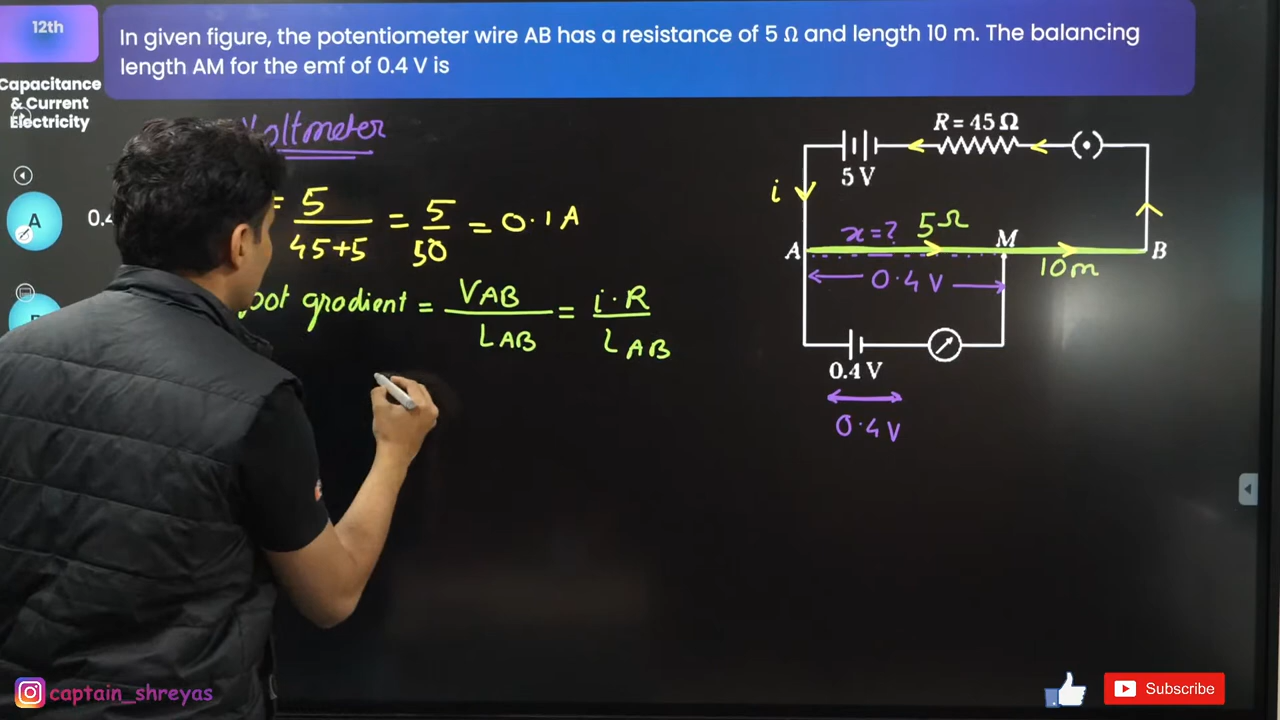 12th
In given figure, the potentiometer wire AB has a resistance of 5 Ω and length 10 m. The balancing
length AM for the emf of 0.4 V is
Capacitance
& Current
Electricity
Voltmeter
= 5 / 45+5 = 5 / 50 = 0.1 A
pot gradient = VAB / LAB = i·R / LAB
A
R = 45 Ω
5 V
i
x = ? 5Ω
A M B
0.4 V 10m
0.4 V
0.4 V
captain_shreyas
Subscribe